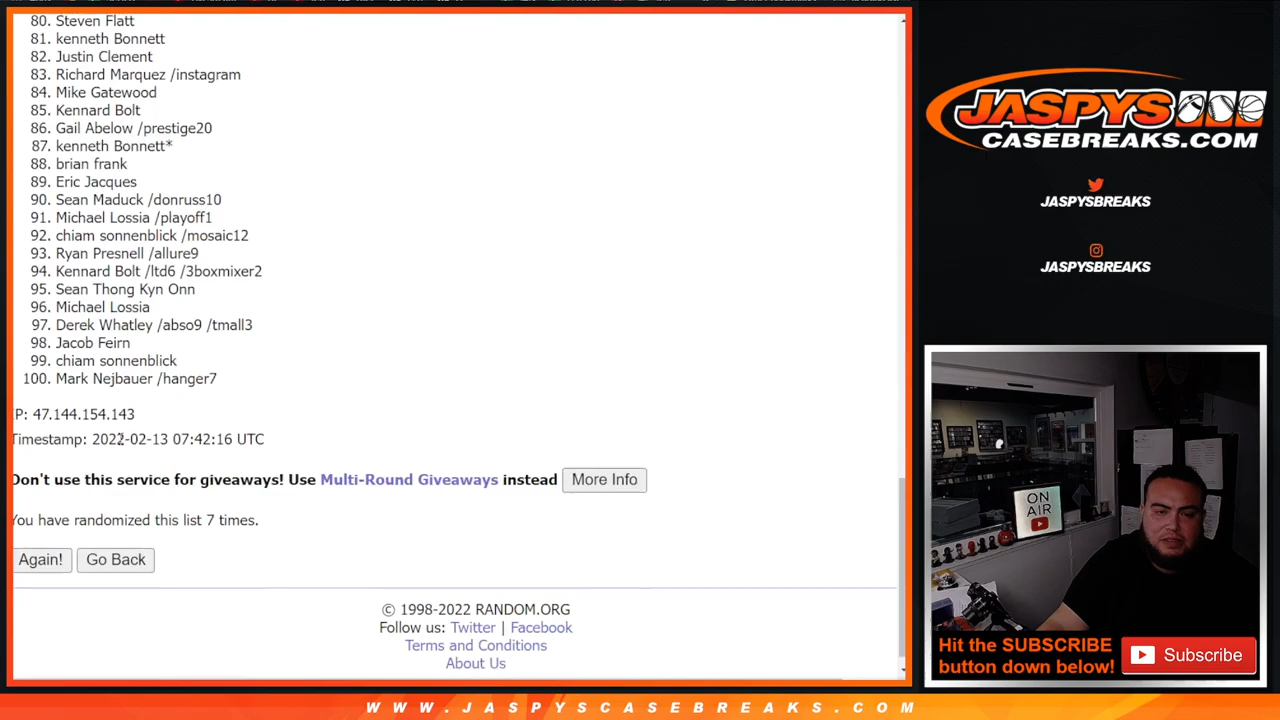 80. Steven Flatt
81. kenneth Bonnett
82. Justin Clement
83. Richard Marquez /instagram
84. Mike Gatewood
85. Kennard Bolt
86. Gail Abelow /prestige20
87. kenneth Bonnett*
88. brian frank
89. Eric Jacques
90. Sean Maduck /donruss10
91. Michael Lossia /playoff1
92. chiam sonnenblick /mosaic12
93. Ryan Presnell /allure9
94. Kennard Bolt /ltd6 /3boxmixer2
95. Sean Thong Kyn Onn
96. Michael Lossia
97. Derek Whatley /abso9 /tmall3
98. Jacob Feirn
99. chiam sonnenblick
100. Mark Nejbauer /hanger7
P: 47.144.154.143
Timestamp: 2022-02-13 07:42:16 UTC
Don't use this service for giveaways! Use Multi-Round Giveaways instead More Info
You have randomized this list 7 times.
Again! Go Back
© 1998-2022 RANDOM.ORG
Follow us: Twitter | Facebook
Terms and Conditions
About Us
JASPYS
CASEBREAKS.COM
JASPYSBREAKS
JASPYSBREAKS
ON
AIR
Hit the SUBSCRIBE
button down below!
Subscribe
WWW.JASPYSCASEBREAKS.COM